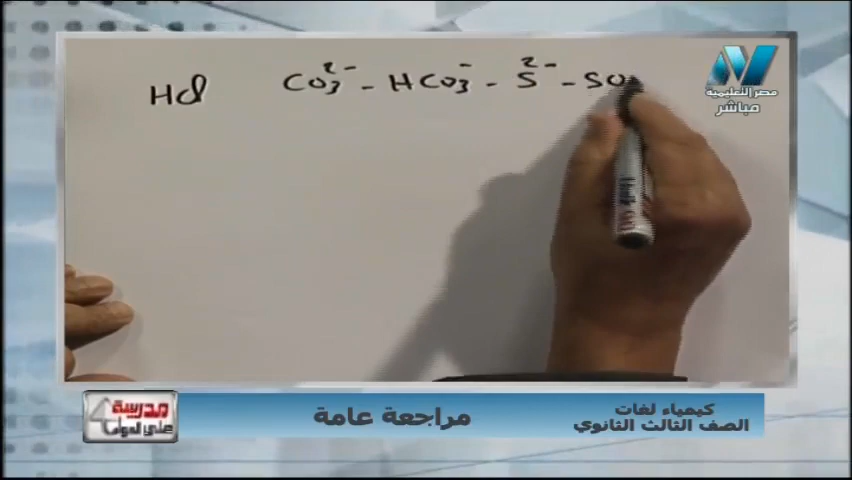 HCl CO₃²⁻ - HCO₃⁻ - S²⁻ - SO
مصر التعليمية
مباشر
مدرسة
على الهواء
مراجعة عامة
كيمياء لغات
الصف الثالث الثانوي